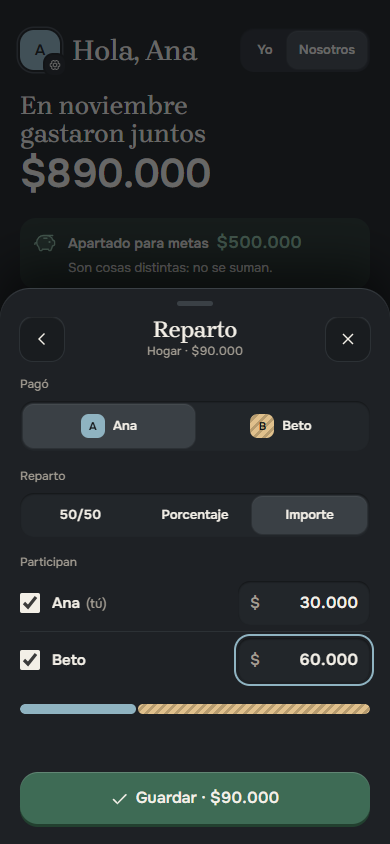 A
Hola, Ana
Yo
Nosotros
En noviembre
gastaron juntos
$890.000
Apartado para metas $500.000
Son cosas distintas: no se suman.
Reparto
Hogar · $90.000
Pagó
A Ana
B Beto
Reparto
50/50
Porcentaje
Importe
Participan
Ana (tú)
$ 30.000
Beto
$ 60.000
Guardar · $90.000